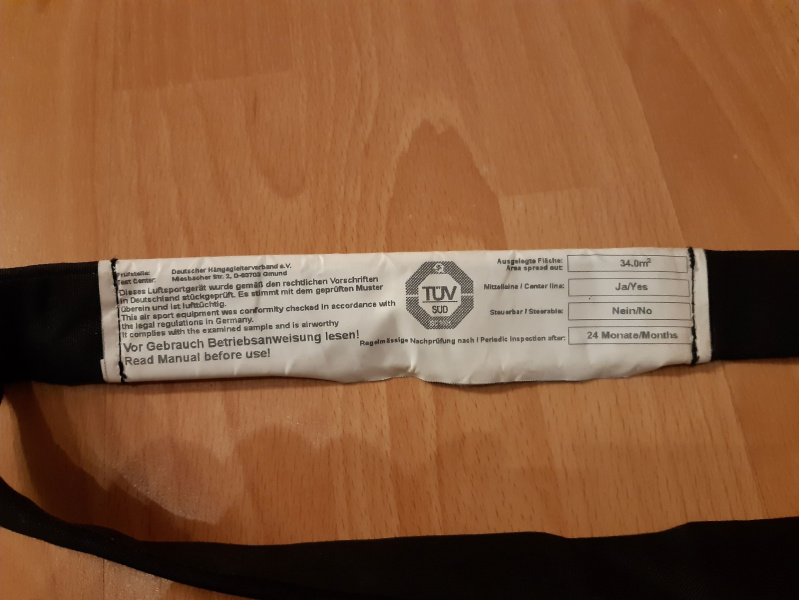 Prüfstelle: Deutscher Hängegleiterverband e.V.
Test Center: Miesbacher Str. 2, D-83703 Gmund
Dieses Luftsportgerät wurde gemäß den rechtlichen Vorschriften
in Deutschland stückgeprüft. Es stimmt mit dem geprüften Muster
überein und ist lufttüchtig.
This air sport equipment was conformity checked in accordance with
the legal regulations in Germany.
It complies with the examined sample and is airworthy
Vor Gebrauch Betriebsanweisung lesen!
Read Manual before use!
TÜV
SÜD
Ausgelegte Fläche:
Area spread out: 34.0m²
Mittelleine / Center line: Ja/Yes
Steuerbar / Steerable: Nein/No
Regelmässige Nachprüfung nach / Periodic Inspection after: 24 Monate/Months